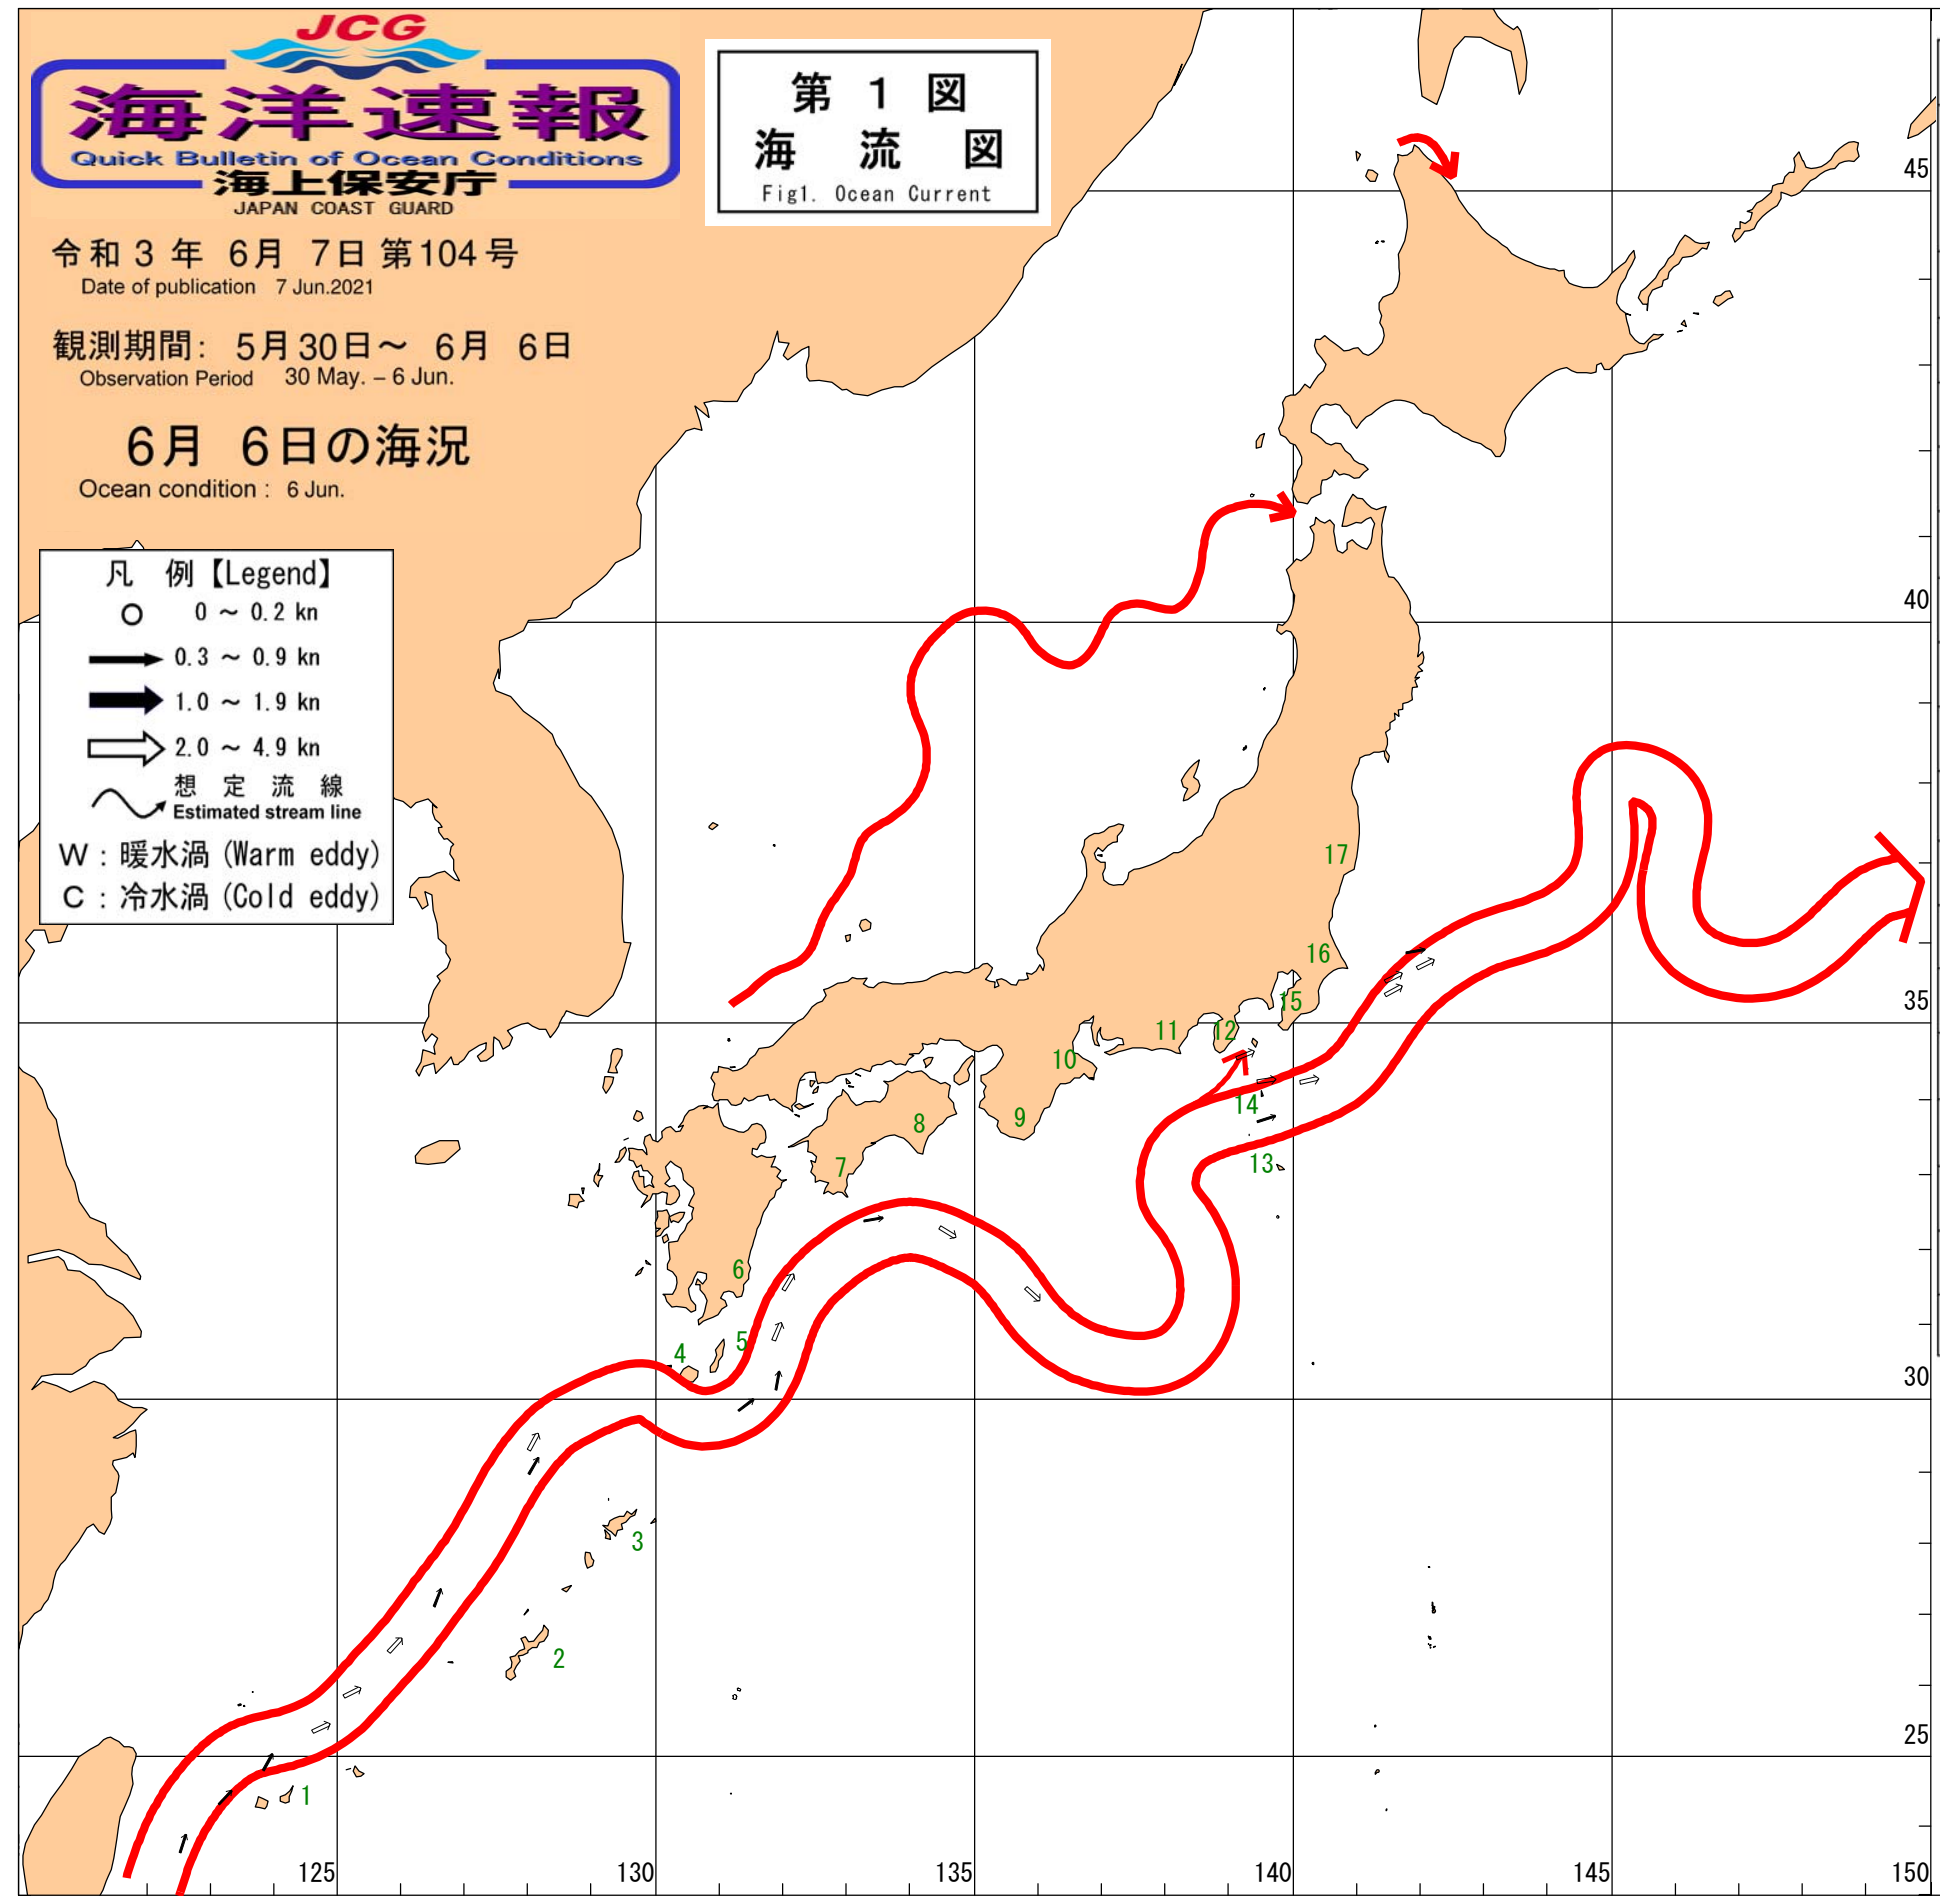 JCG
海洋速報
Quick Bulletin of Ocean Conditions
海上保安庁
JAPAN COAST GUARD
第 1 図
海 流 図
Fig1. Ocean Current
令和 3 年 6月 7日 第104号
Date of publication 7 Jun.2021
観測期間: 5月30日～ 6月 6日
Observation Period 30 May. – 6 Jun.
6月 6日の海況
Ocean condition : 6 Jun.
凡 例【Legend】
0 ～ 0.2 kn
0.3 ～ 0.9 kn
1.0 ～ 1.9 kn
2.0 ～ 4.9 kn
想 定 流 線
Estimated stream line
W : 暖水渦 (Warm eddy)
C : 冷水渦 (Cold eddy)
45
40
17
16
35
15
12
11
10
14
9
8
13
7
6
5
4
30
3
2
25
1
125
130
135
140
145
150